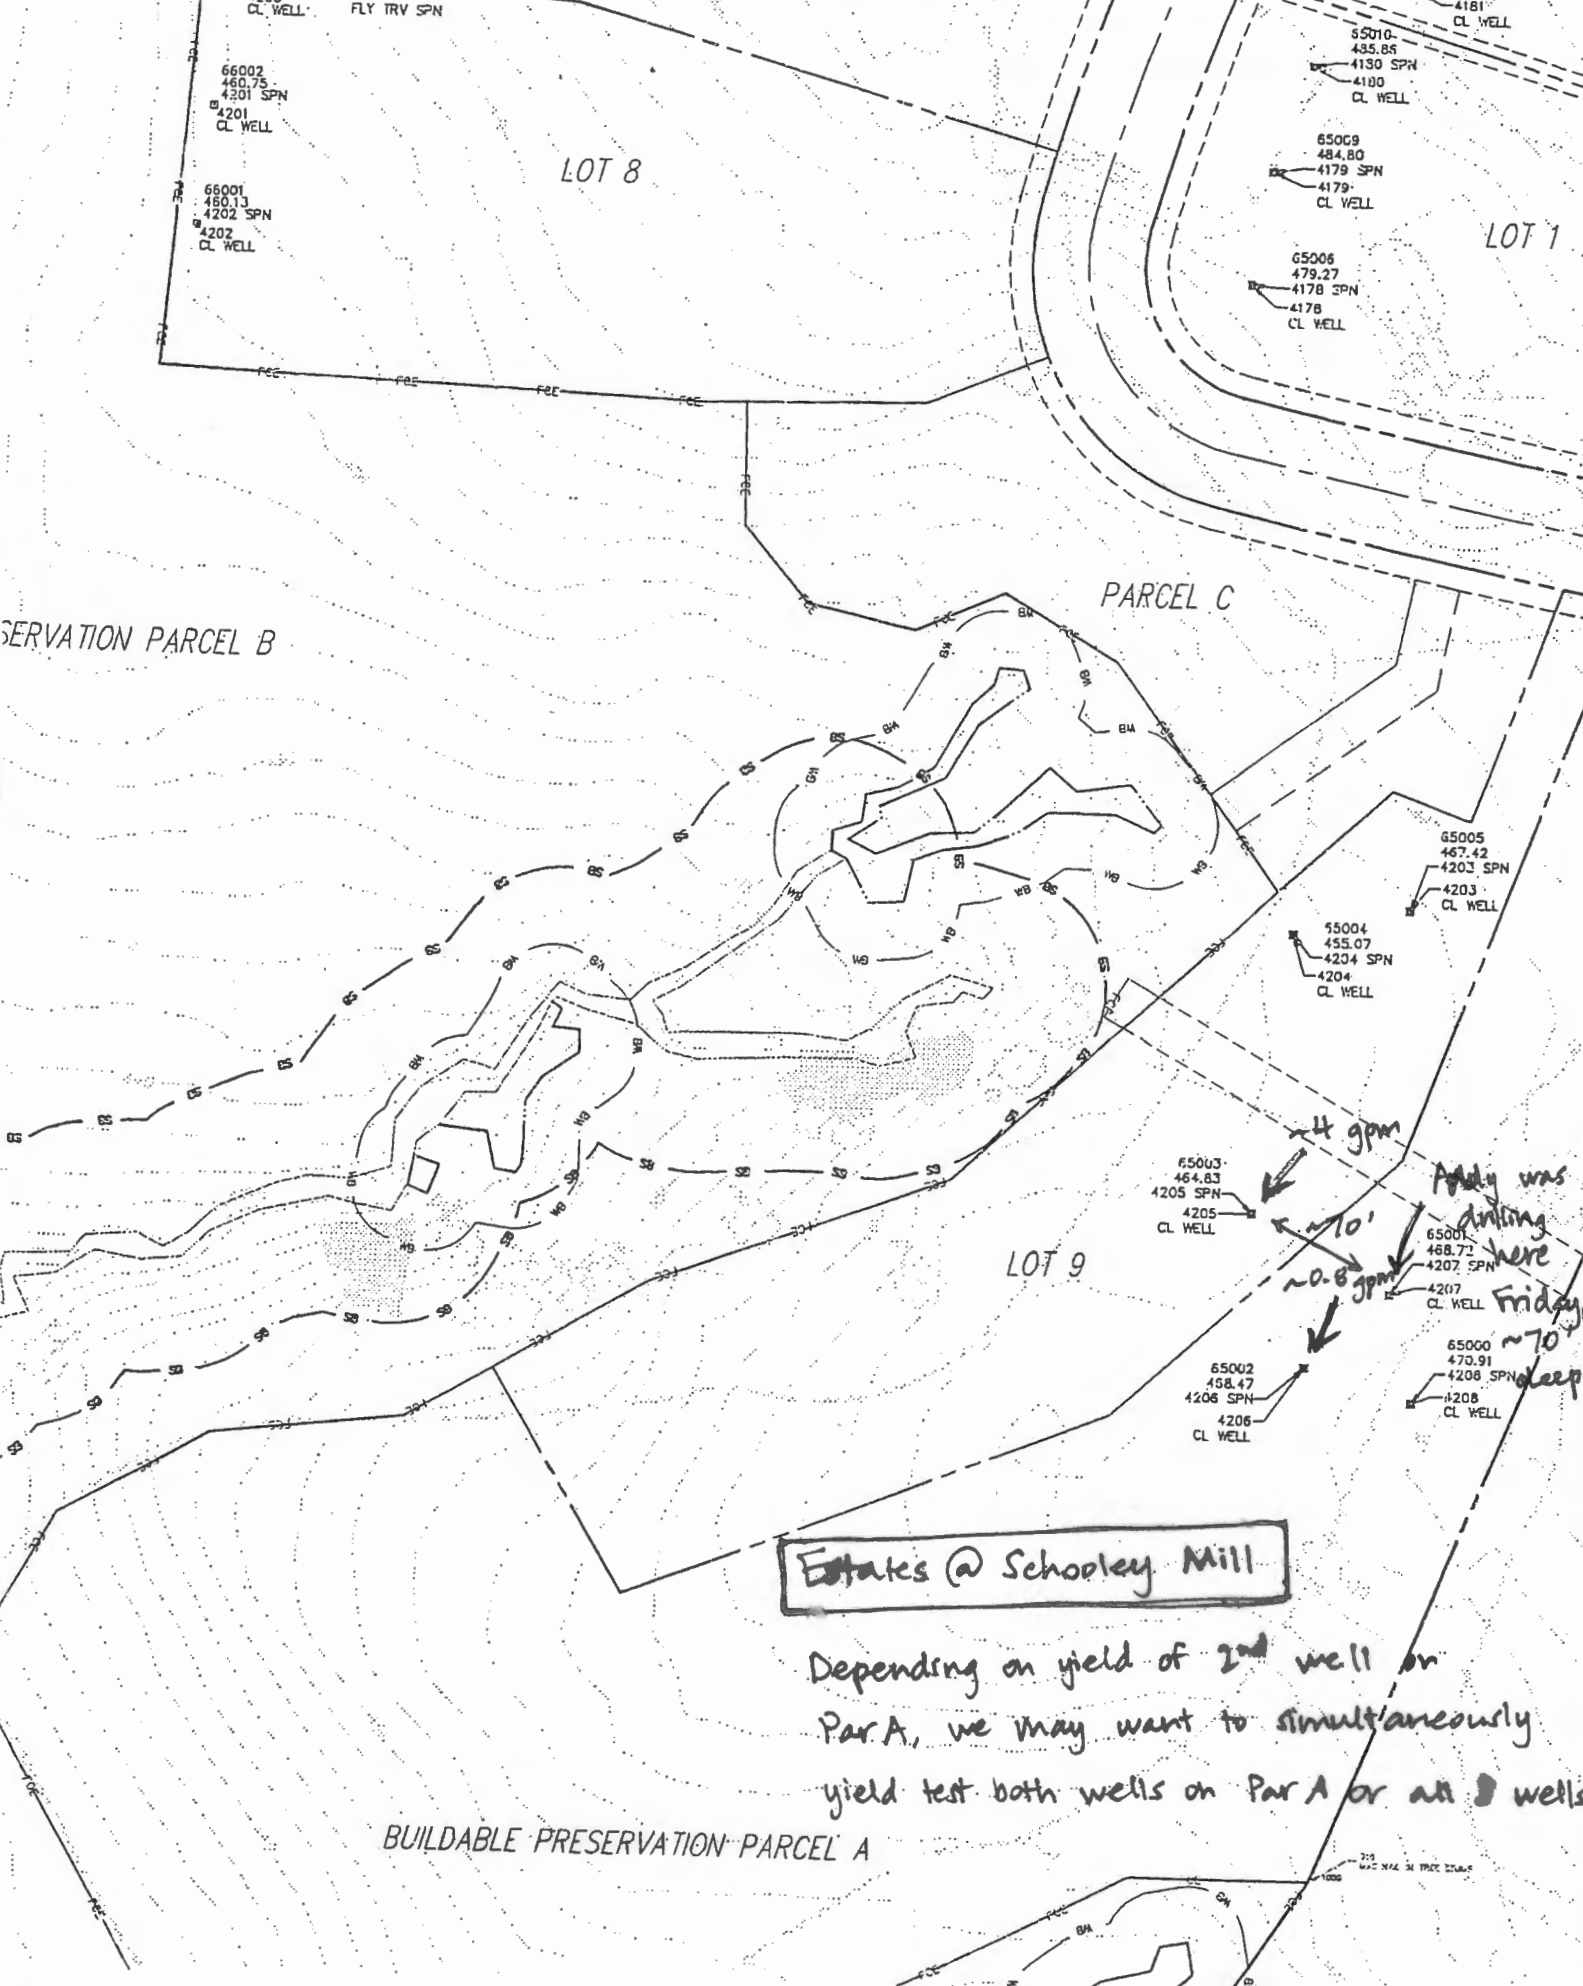 CL WELL
FLY TRV SPN
4181
CL WELL
66002
460.75
4201 SPN
4201
CL WELL
65010
485.86
4180 SPN
4180
CL WELL
LOT 8
65009
484.80
4179 SPN
4179
CL WELL
66001
460.13
4202 SPN
4202
CL WELL
LOT 1
65006
479.27
4178 SPN
4178
CL WELL
PARCEL C
SERVATION PARCEL B
65005
467.42
4203 SPN
4203
CL WELL
65004
455.07
4204 SPN
4204
CL WELL
~4 gpm
65003
464.83
4205 SPN
4205
CL WELL
Addy was
drilling
here
Friday
~70'
deep
~70'
65001
468.72
4207 SPN
4207
CL WELL
LOT 9
~0.8 gpm
65000
470.91
4208 SPN
4208
CL WELL
65002
468.47
4206 SPN
4206
CL WELL
Estates @ Schooley Mill
Depending on yield of 2nd well on
Par A, we may want to simultaneously
yield test both wells on Par A or all wells
BUILDABLE PRESERVATION PARCEL A